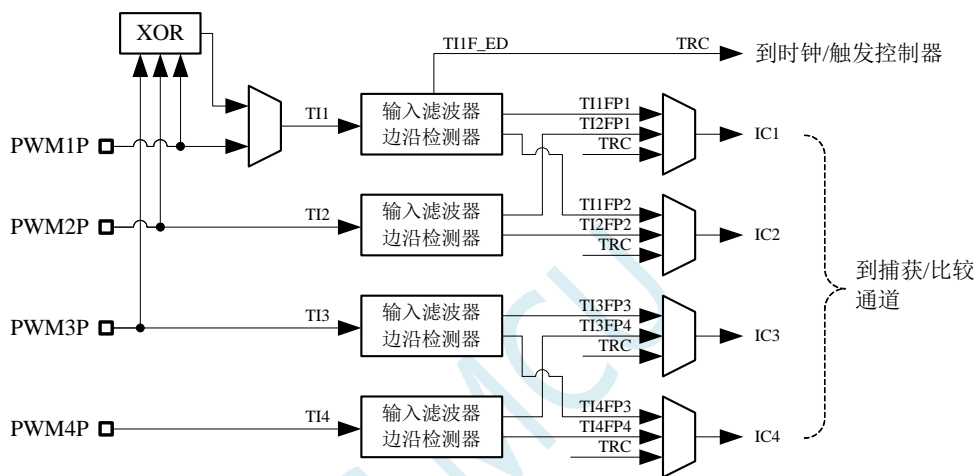 XOR
TI1F_ED
TRC
到时钟/触发控制器
PWM1P
TI1
输入滤波器
边沿检测器
TI1FP1
TI2FP1
TRC
IC1
PWM2P
TI2
输入滤波器
边沿检测器
TI1FP2
TI2FP2
TRC
IC2
到捕获/比较
通道
PWM3P
TI3
输入滤波器
边沿检测器
TI3FP3
TI3FP4
TRC
IC3
PWM4P
TI4
输入滤波器
边沿检测器
TI4FP3
TI4FP4
TRC
IC4
MCU